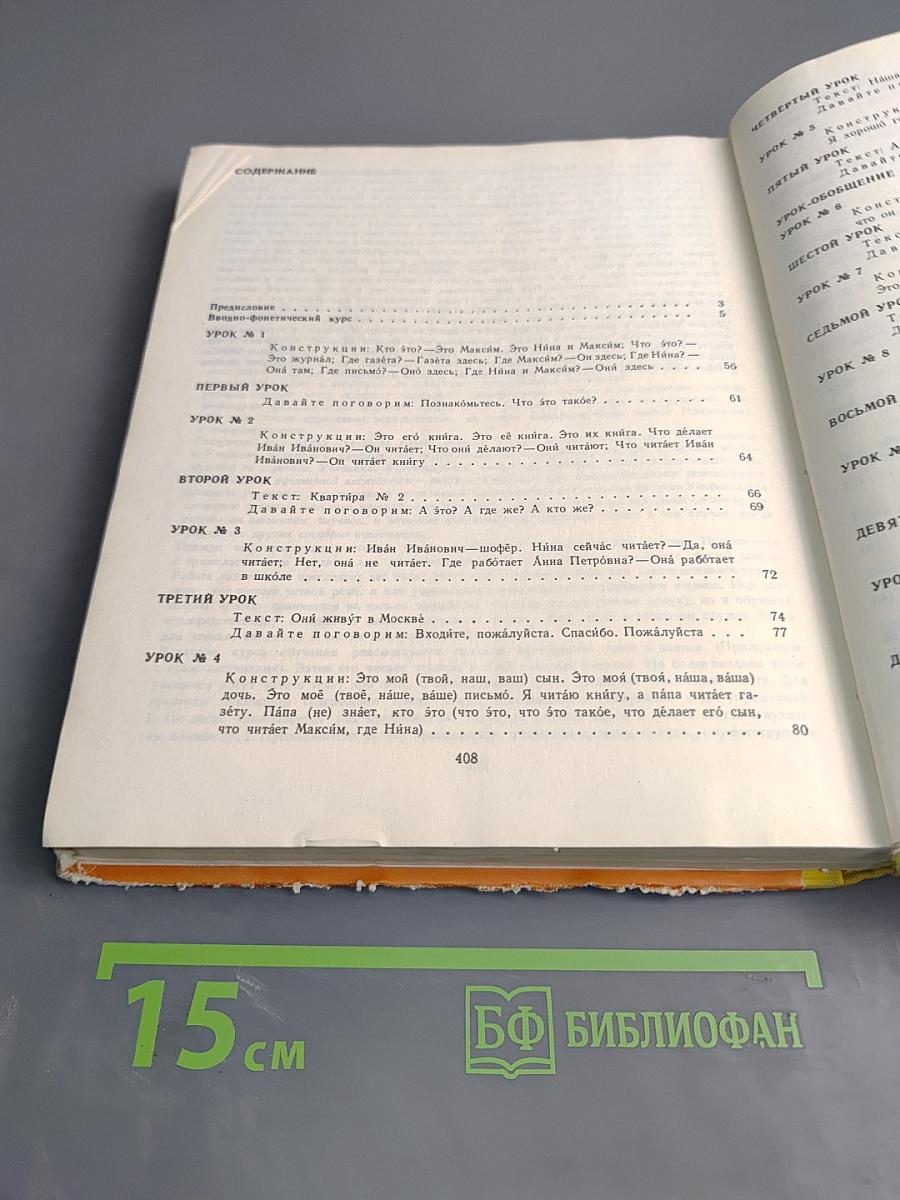 СОДЕРЖАНИЕ
Предисловие . . . . . . . . . . . . . . . . . . . . . . . . . . . . . 3
Вводно-фонетический курс . . . . . . . . . . . . . . . . . . . . . . . 5
УРОК № 1
Конструкции: Кто э́то?—Это Макси́м. Это Ни́на и Макси́м; Что э́то?—
Это журна́л; Где газе́та?—Газе́та здесь; Где Макси́м?—Он здесь; Где Ни́на?—
Она́ там; Где письмо́?—Оно́ здесь; Где Ни́на и Макси́м?—Они́ здесь . . . . 56
ПЕРВЫЙ УРОК
Давайте поговорим: Познако́мьтесь. Что э́то тако́е? . . . . . . . . . 61
УРОК № 2
Конструкции: Это его́ кни́га. Это её кни́га. Это их кни́га. Что де́лает
Ива́н Ива́нович?—Он чита́ет; Что они́ де́лают?—Они́ чита́ют; Что чита́ет Ива́н
Ива́нович?—Он чита́ет кни́гу . . . . . . . . . . . . . . . . . . . . . . 64
ВТОРОЙ УРОК
Текст: Кварти́ра № 2 . . . . . . . . . . . . . . . . . . . . . . . . 66
Давайте поговорим: А э́то? А где же? А кто же? . . . . . . . . . . 69
УРОК № 3
Конструкции: Ива́н Ива́нович—шофёр. Ни́на сейча́с чита́ет?—Да, она́
чита́ет; Нет, она́ не чита́ет. Где рабо́тает Анна Петро́вна?—Она́ рабо́тает
в шко́ле . . . . . . . . . . . . . . . . . . . . . . . . . . . . . . . 72
ТРЕТИЙ УРОК
Текст: Они́ живу́т в Москве́ . . . . . . . . . . . . . . . . . . . . . 74
Давайте поговорим: Входи́те, пожа́луйста. Спаси́бо. Пожа́луйста . . . 77
УРОК № 4
Конструкции: Это мой (твой, наш, ваш) сын. Это моя́ (твоя́, на́ша, ва́ша)
дочь. Это моё (твоё, на́ше, ва́ше) письмо́. Я чита́ю кни́гу, а па́па чита́ет га-
зе́ту. Па́па (не) зна́ет, кто э́то (что э́то, что э́то тако́е, что де́лает его́ сын,
что чита́ет Макси́м, где Ни́на) . . . . . . . . . . . . . . . . . . . . . . 80
408
ЧЕТВЕРТЫЙ УРОК
Текст: На́ша
УРОК № 5
Я хорошо́
ПЯТЫЙ УРОК
УРОК-ОБОБЩЕНИЕ
УРОК № 6
что он
ШЕСТОЙ УРОК
УРОК № 7
СЕДЬМОЙ
УРОК № 8
ВОСЬМОЙ
УРОК
15 см
БФ БИБЛИОФАН